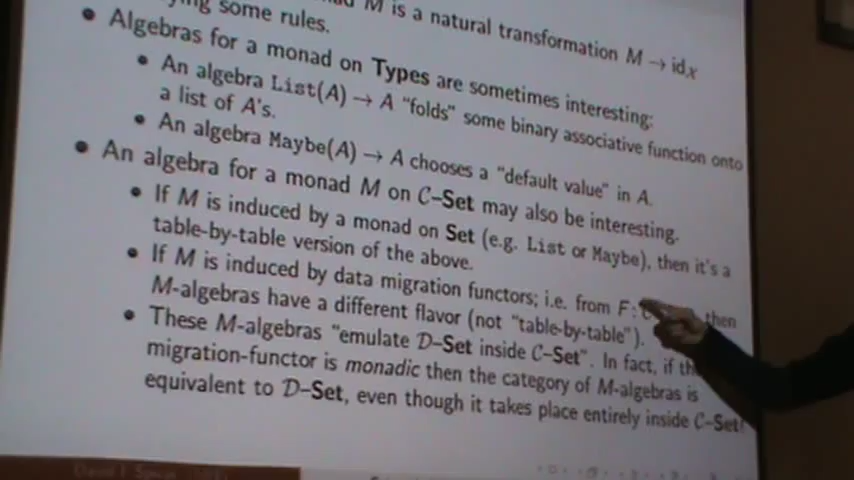 ying some rules.
M is a natural transformation M → id_X
• Algebras for a monad on Types are sometimes interesting:
• An algebra List(A) → A "folds" some binary associative function onto
a list of A's.
• An algebra Maybe(A) → A chooses a "default value" in A.
• An algebra for a monad M on C–Set may also be interesting.
• If M is induced by a monad on Set (e.g. List or Maybe), then it's a
table-by-table version of the above.
• If M is induced by data migration functors; i.e. from F: then
M-algebras have a different flavor (not "table-by-table").
• These M-algebras "emulate D–Set inside C–Set". In fact, if th
migration-functor is monadic then the category of M-algebras is
equivalent to D–Set, even though it takes place entirely inside C–Set!
David I.